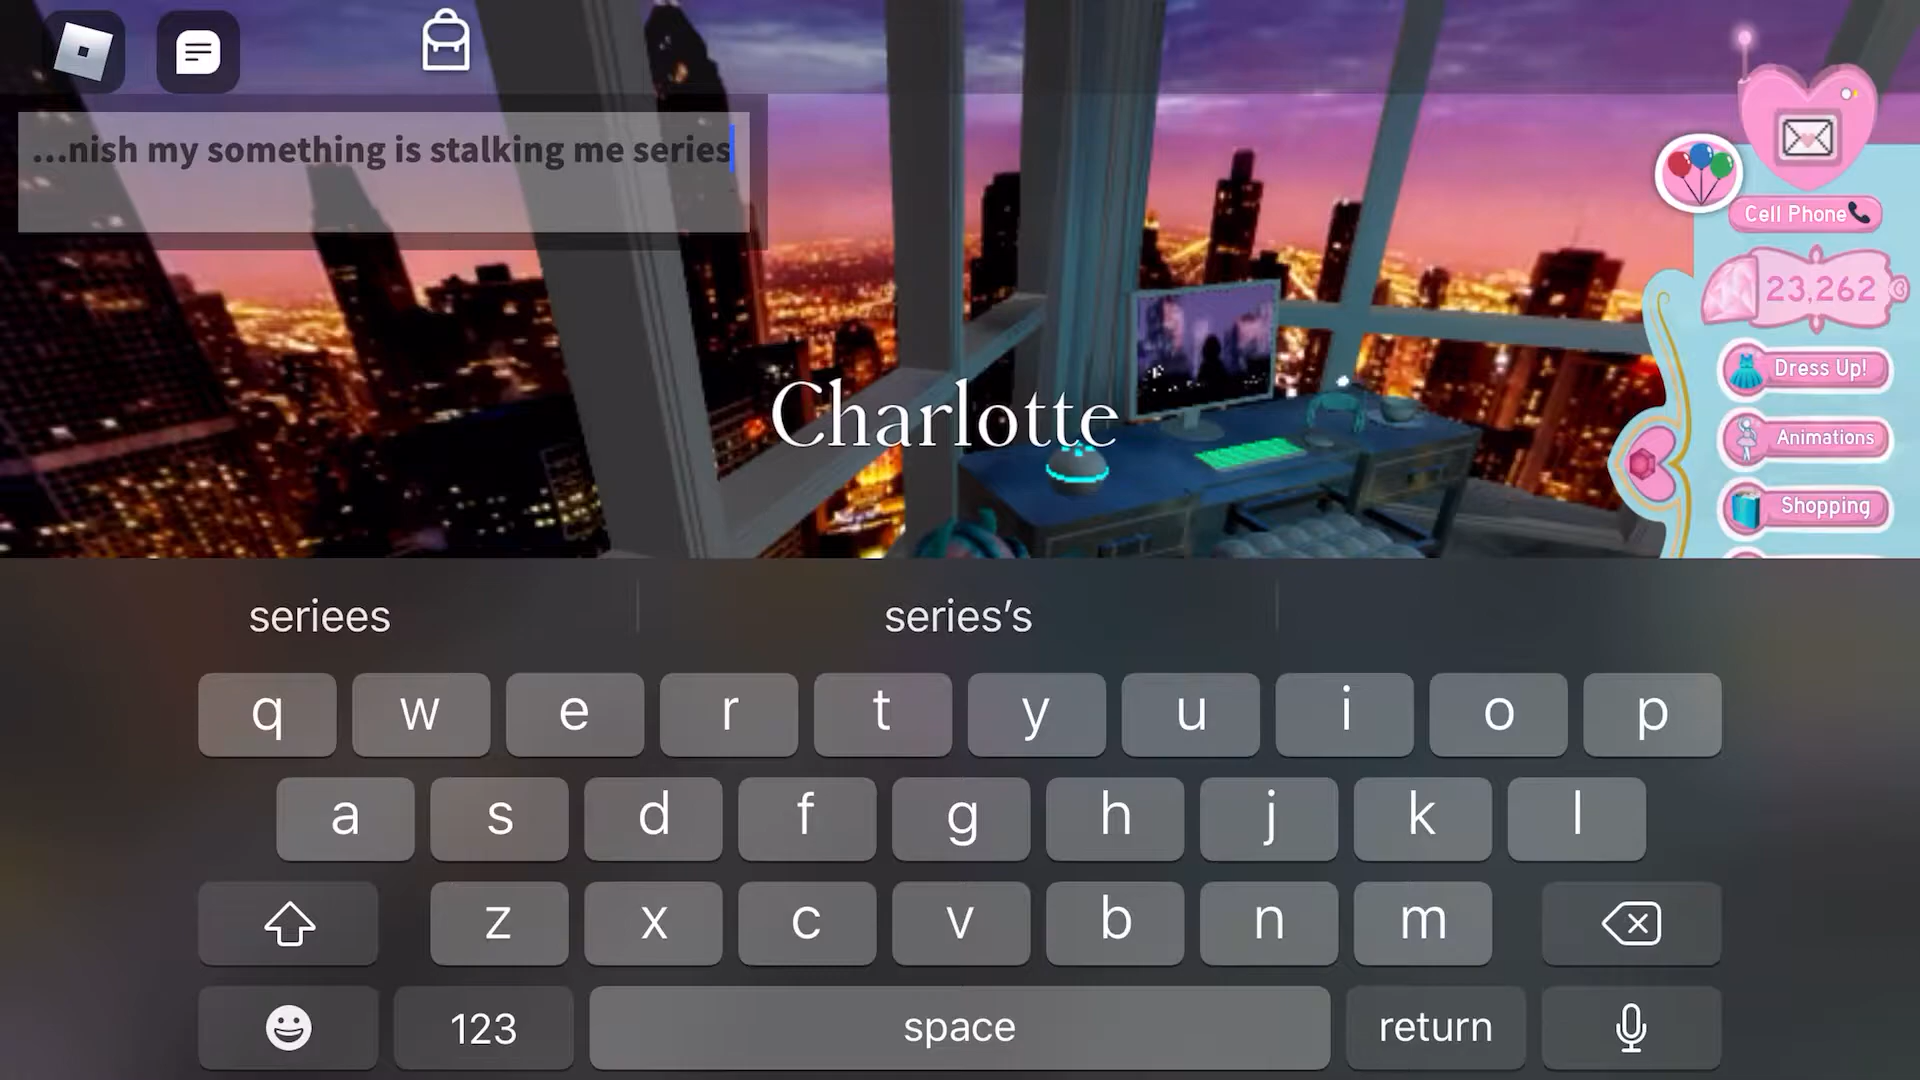 ...nish my something is stalking me series
Cell Phone
23,262
Dress Up!
Animations
Shopping
Charlotte
seriees
series’s
q w e r t y u i o p
a s d f g h j k l
z x c v b n m
123
space
return